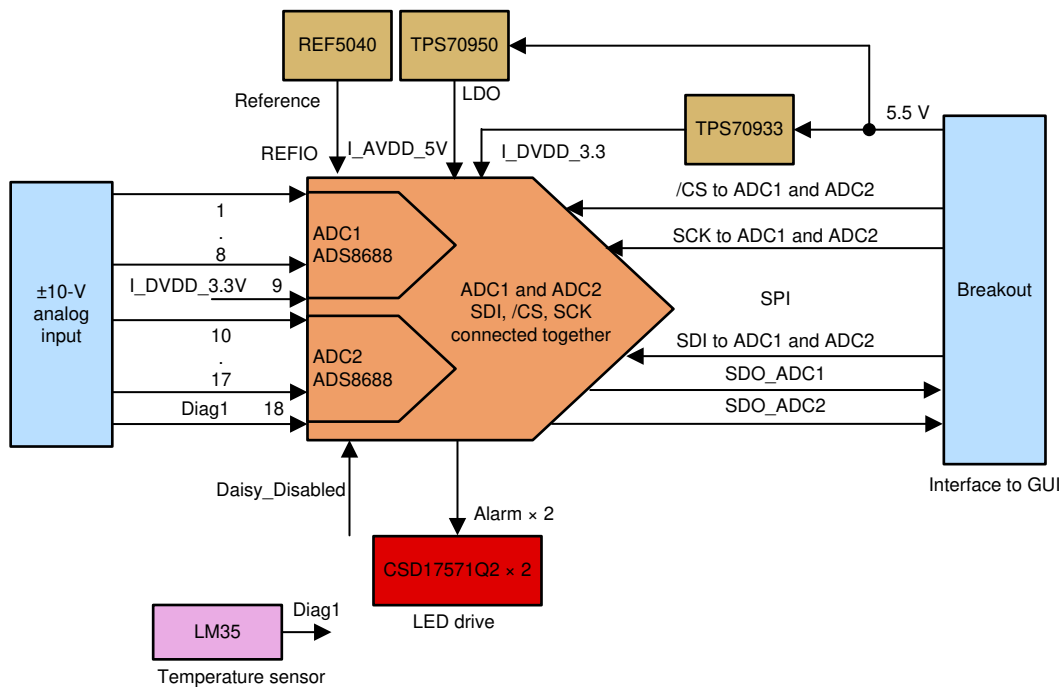 REF5040
TPS70950
Reference
LDO
TPS70933
5.5 V
REFIO
I_AVDD_5V
I_DVDD_3.3
±10-V
analog
input
1
.
8
I_DVDD_3.3V
9
10
.
17
Diag1
18
ADC1
ADS8688
ADC2
ADS8688
ADC1 and ADC2
SDI, /CS, SCK
connected together
/CS to ADC1 and ADC2
SCK to ADC1 and ADC2
SPI
SDI to ADC1 and ADC2
SDO_ADC1
SDO_ADC2
Breakout
Interface to GUI
Daisy_Disabled
Alarm × 2
CSD17571Q2 × 2
LED drive
LM35
Diag1
Temperature sensor